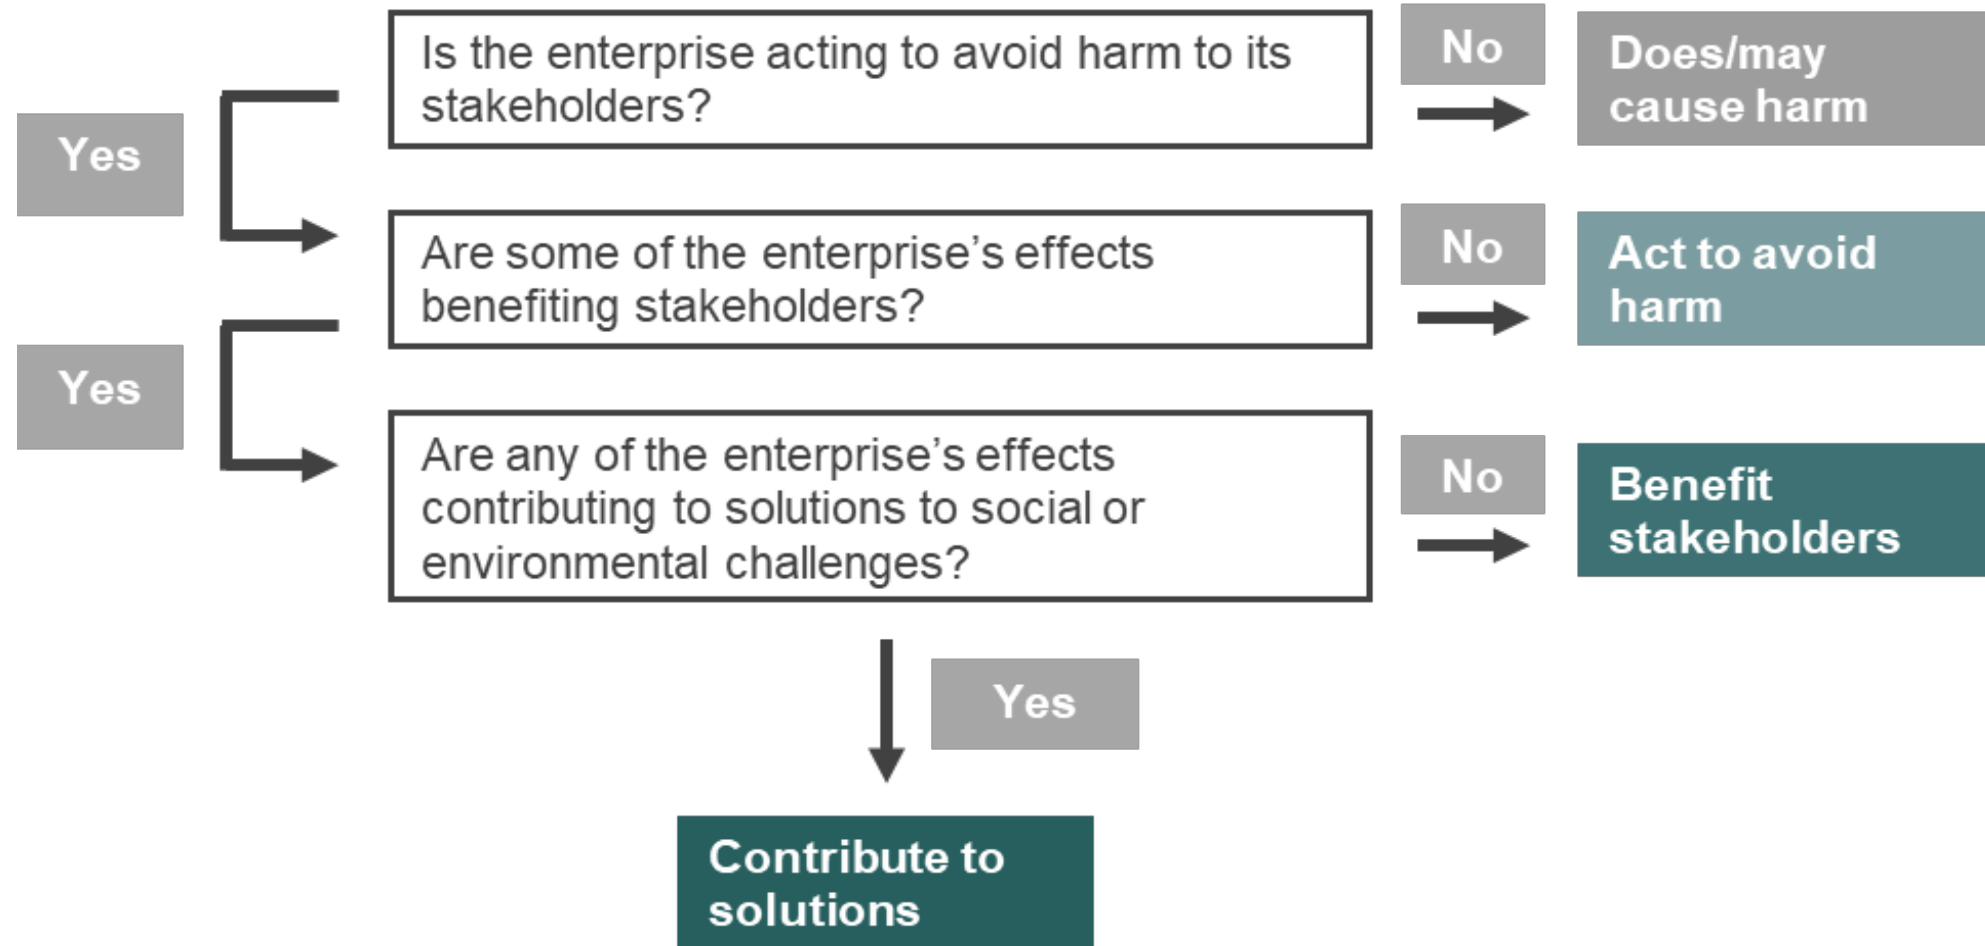 Is the enterprise acting to avoid harm to its
stakeholders?
No
Does/may
cause harm
Yes
Are some of the enterprise’s effects
benefiting stakeholders?
No
Act to avoid
harm
Yes
Are any of the enterprise’s effects
contributing to solutions to social or
environmental challenges?
No
Benefit
stakeholders
Yes
Contribute to
solutions